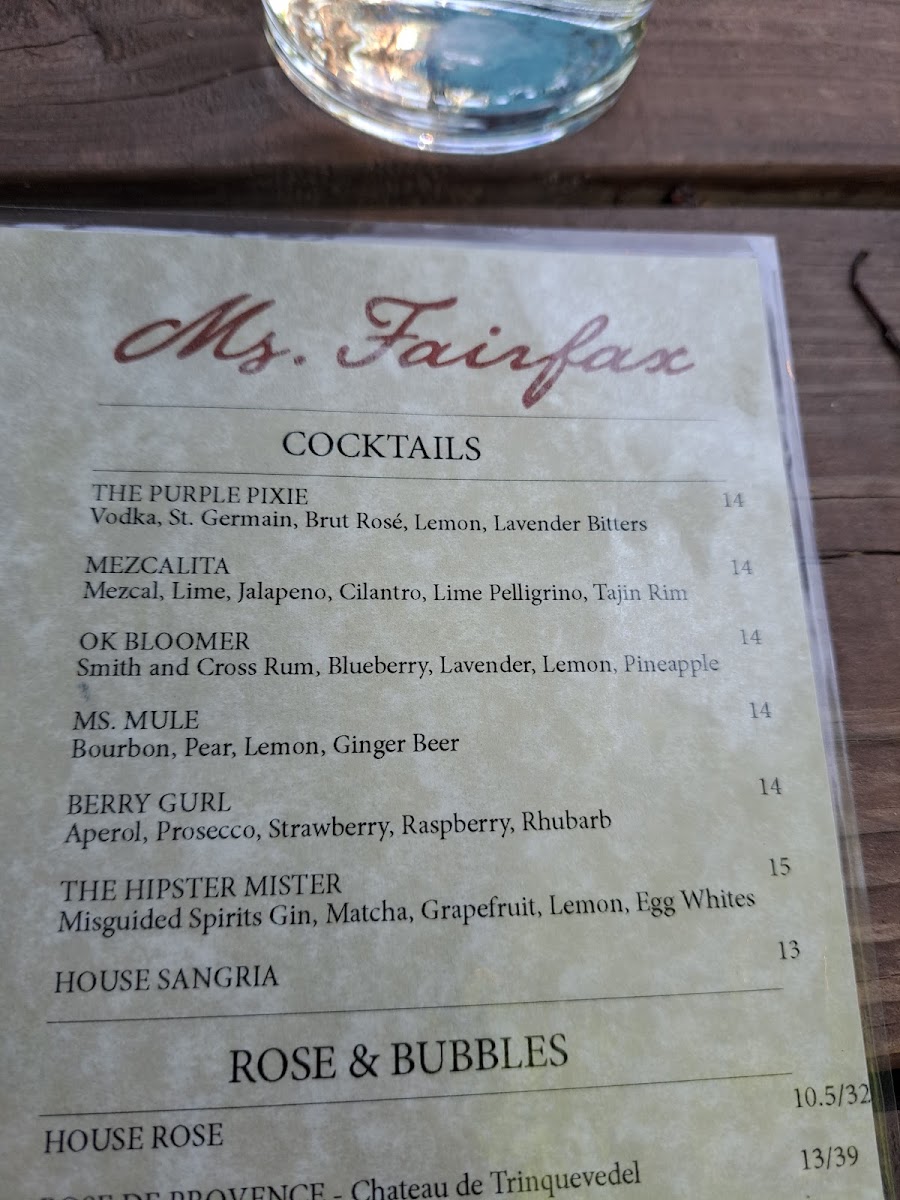 Ms. Fairfax
COCKTAILS
THE PURPLE PIXIE 14
Vodka, St. Germain, Brut Rosé, Lemon, Lavender Bitters
MEZCALITA 14
Mezcal, Lime, Jalapeno, Cilantro, Lime Pelligrino, Tajin Rim
OK BLOOMER 14
Smith and Cross Rum, Blueberry, Lavender, Lemon, Pineapple
MS. MULE 14
Bourbon, Pear, Lemon, Ginger Beer
BERRY GURL 14
Aperol, Prosecco, Strawberry, Raspberry, Rhubarb
THE HIPSTER MISTER 15
Misguided Spirits Gin, Matcha, Grapefruit, Lemon, Egg Whites
HOUSE SANGRIA 13
ROSE & BUBBLES
HOUSE ROSE 10.5/32
ROSE DE PROVENCE - Chateau de Trinquevedel 13/39